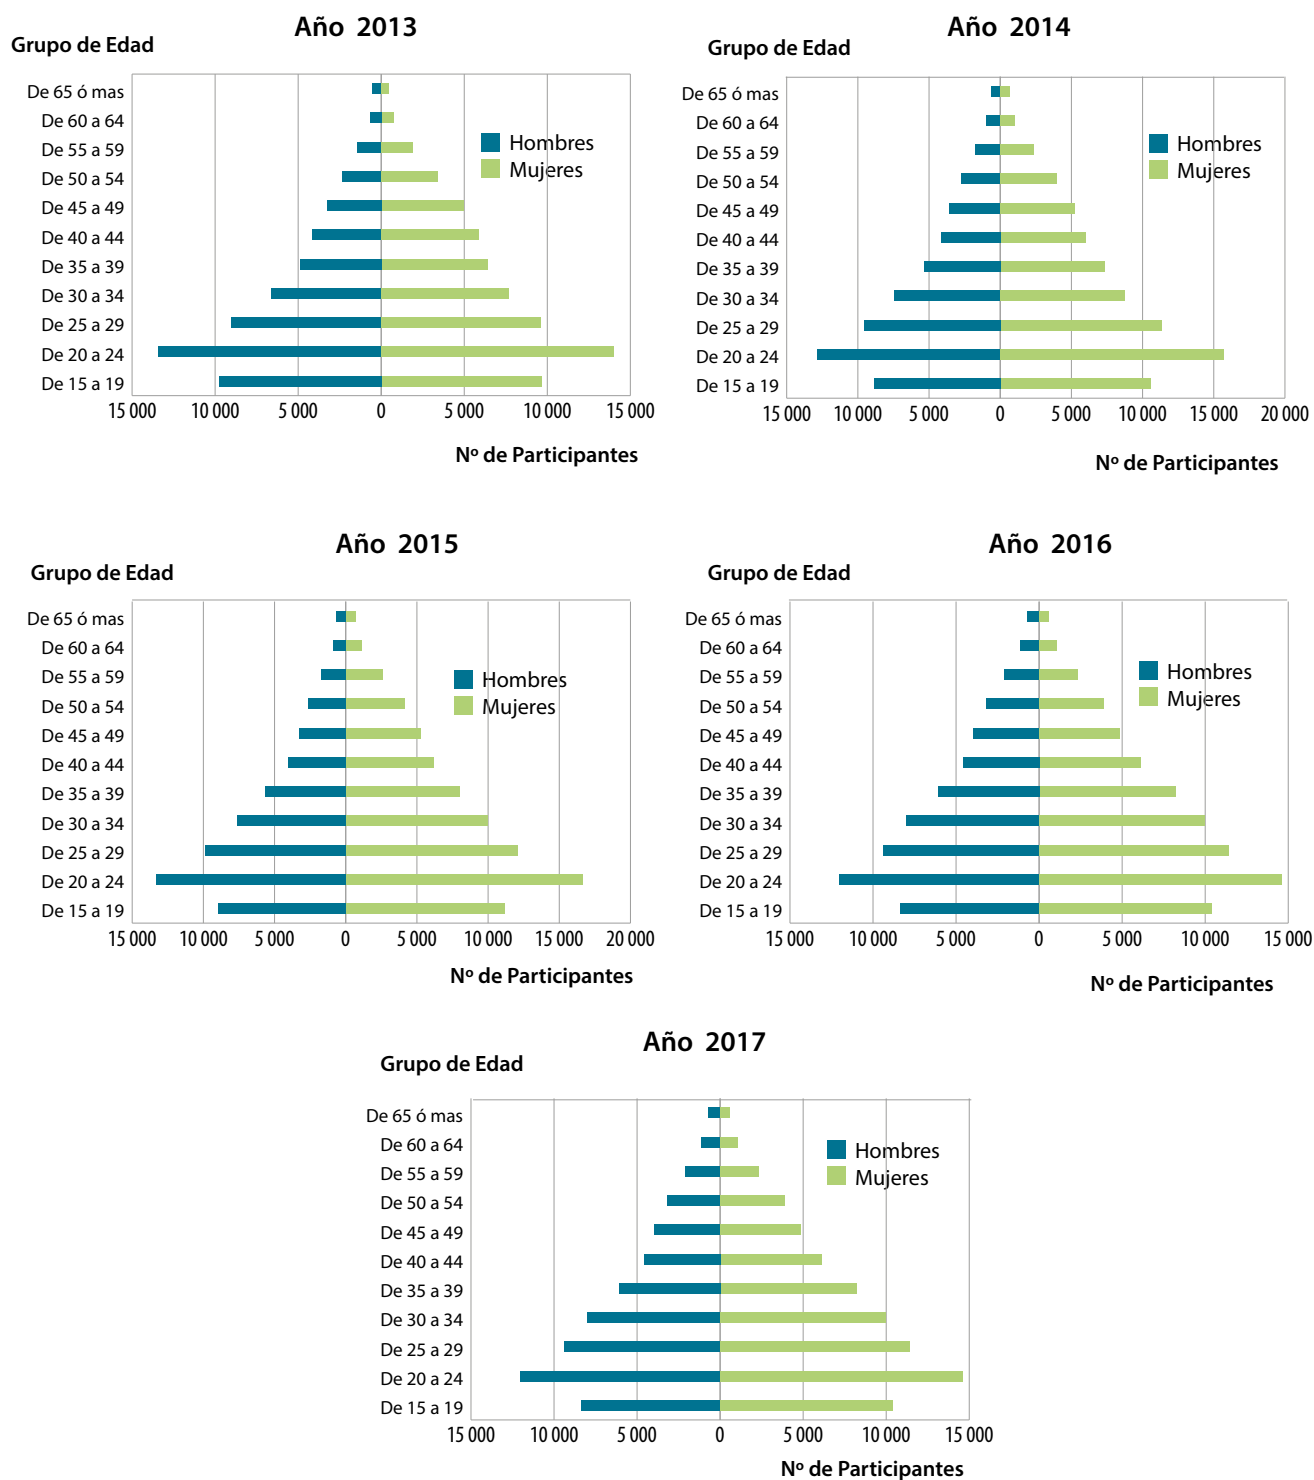 Año 2013
Grupo de Edad
De 65 ó mas
De 60 a 64
De 55 a 59
De 50 a 54
De 45 a 49
De 40 a 44
De 35 a 39
De 30 a 34
De 25 a 29
De 20 a 24
De 15 a 19
Hombres
Mujeres
15 000 10 000 5 000 0 5 000 10 000 15 000
Nº de Participantes
Año 2014
Grupo de Edad
De 65 ó mas
De 60 a 64
De 55 a 59
De 50 a 54
De 45 a 49
De 40 a 44
De 35 a 39
De 30 a 34
De 25 a 29
De 20 a 24
De 15 a 19
Hombres
Mujeres
15 000 10 000 5 000 0 5 000 10 000 15 000 20 000
Nº de Participantes
Año 2015
Grupo de Edad
De 65 ó mas
De 60 a 64
De 55 a 59
De 50 a 54
De 45 a 49
De 40 a 44
De 35 a 39
De 30 a 34
De 25 a 29
De 20 a 24
De 15 a 19
Hombres
Mujeres
15 000 10 000 5 000 0 5 000 10 000 15 000 20 000
Nº de Participantes
Año 2016
Grupo de Edad
De 65 ó mas
De 60 a 64
De 55 a 59
De 50 a 54
De 45 a 49
De 40 a 44
De 35 a 39
De 30 a 34
De 25 a 29
De 20 a 24
De 15 a 19
Hombres
Mujeres
15 000 10 000 5 000 0 5 000 10 000 15 000
Nº de Participantes
Año 2017
Grupo de Edad
De 65 ó mas
De 60 a 64
De 55 a 59
De 50 a 54
De 45 a 49
De 40 a 44
De 35 a 39
De 30 a 34
De 25 a 29
De 20 a 24
De 15 a 19
Hombres
Mujeres
15 000 10 000 5 000 0 5 000 10 000 15 000
Nº de Participantes